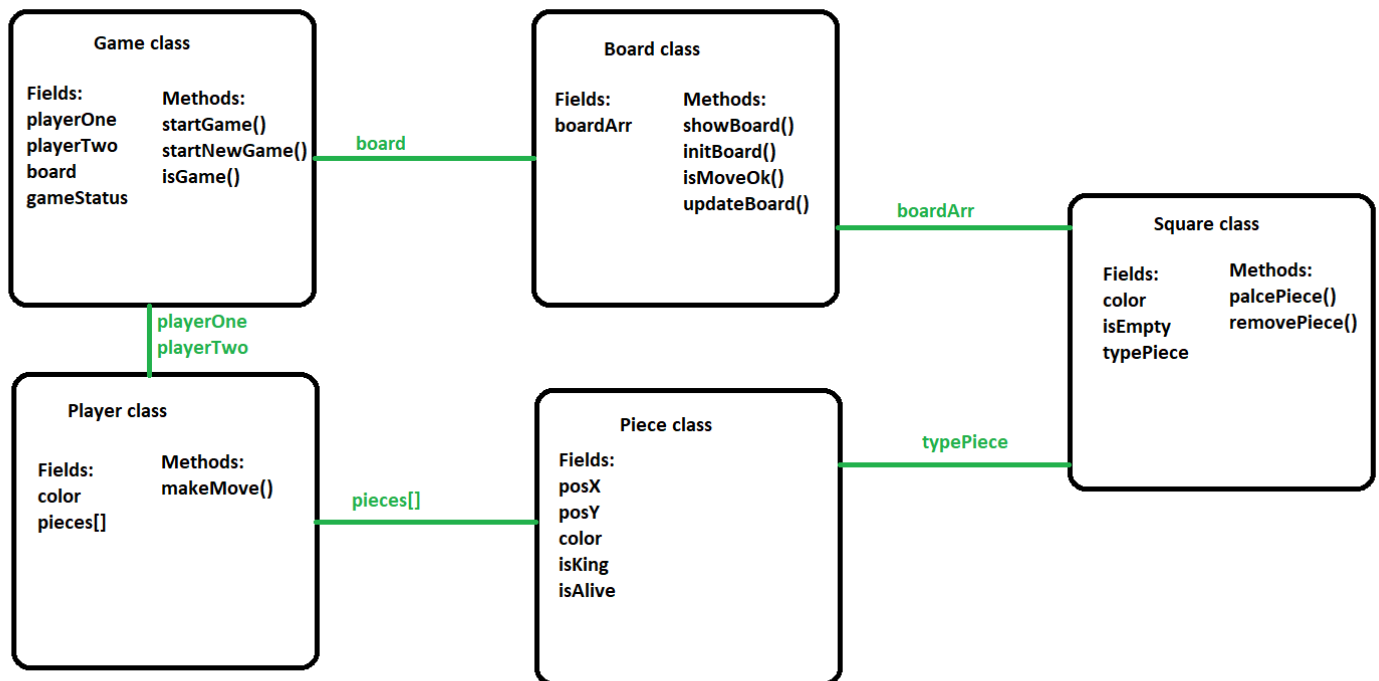 Game class
Fields:
playerOne
playerTwo
board
gameStatus
Methods:
startGame()
startNewGame()
isGame()
board
Board class
Fields:
boardArr
Methods:
showBoard()
initBoard()
isMoveOk()
updateBoard()
boardArr
Square class
Fields:
color
isEmpty
typePiece
Methods:
palcePiece()
removePiece()
playerOne
playerTwo
Player class
Fields:
color
pieces[]
Methods:
makeMove()
pieces[]
Piece class
Fields:
posX
posY
color
isKing
isAlive
typePiece